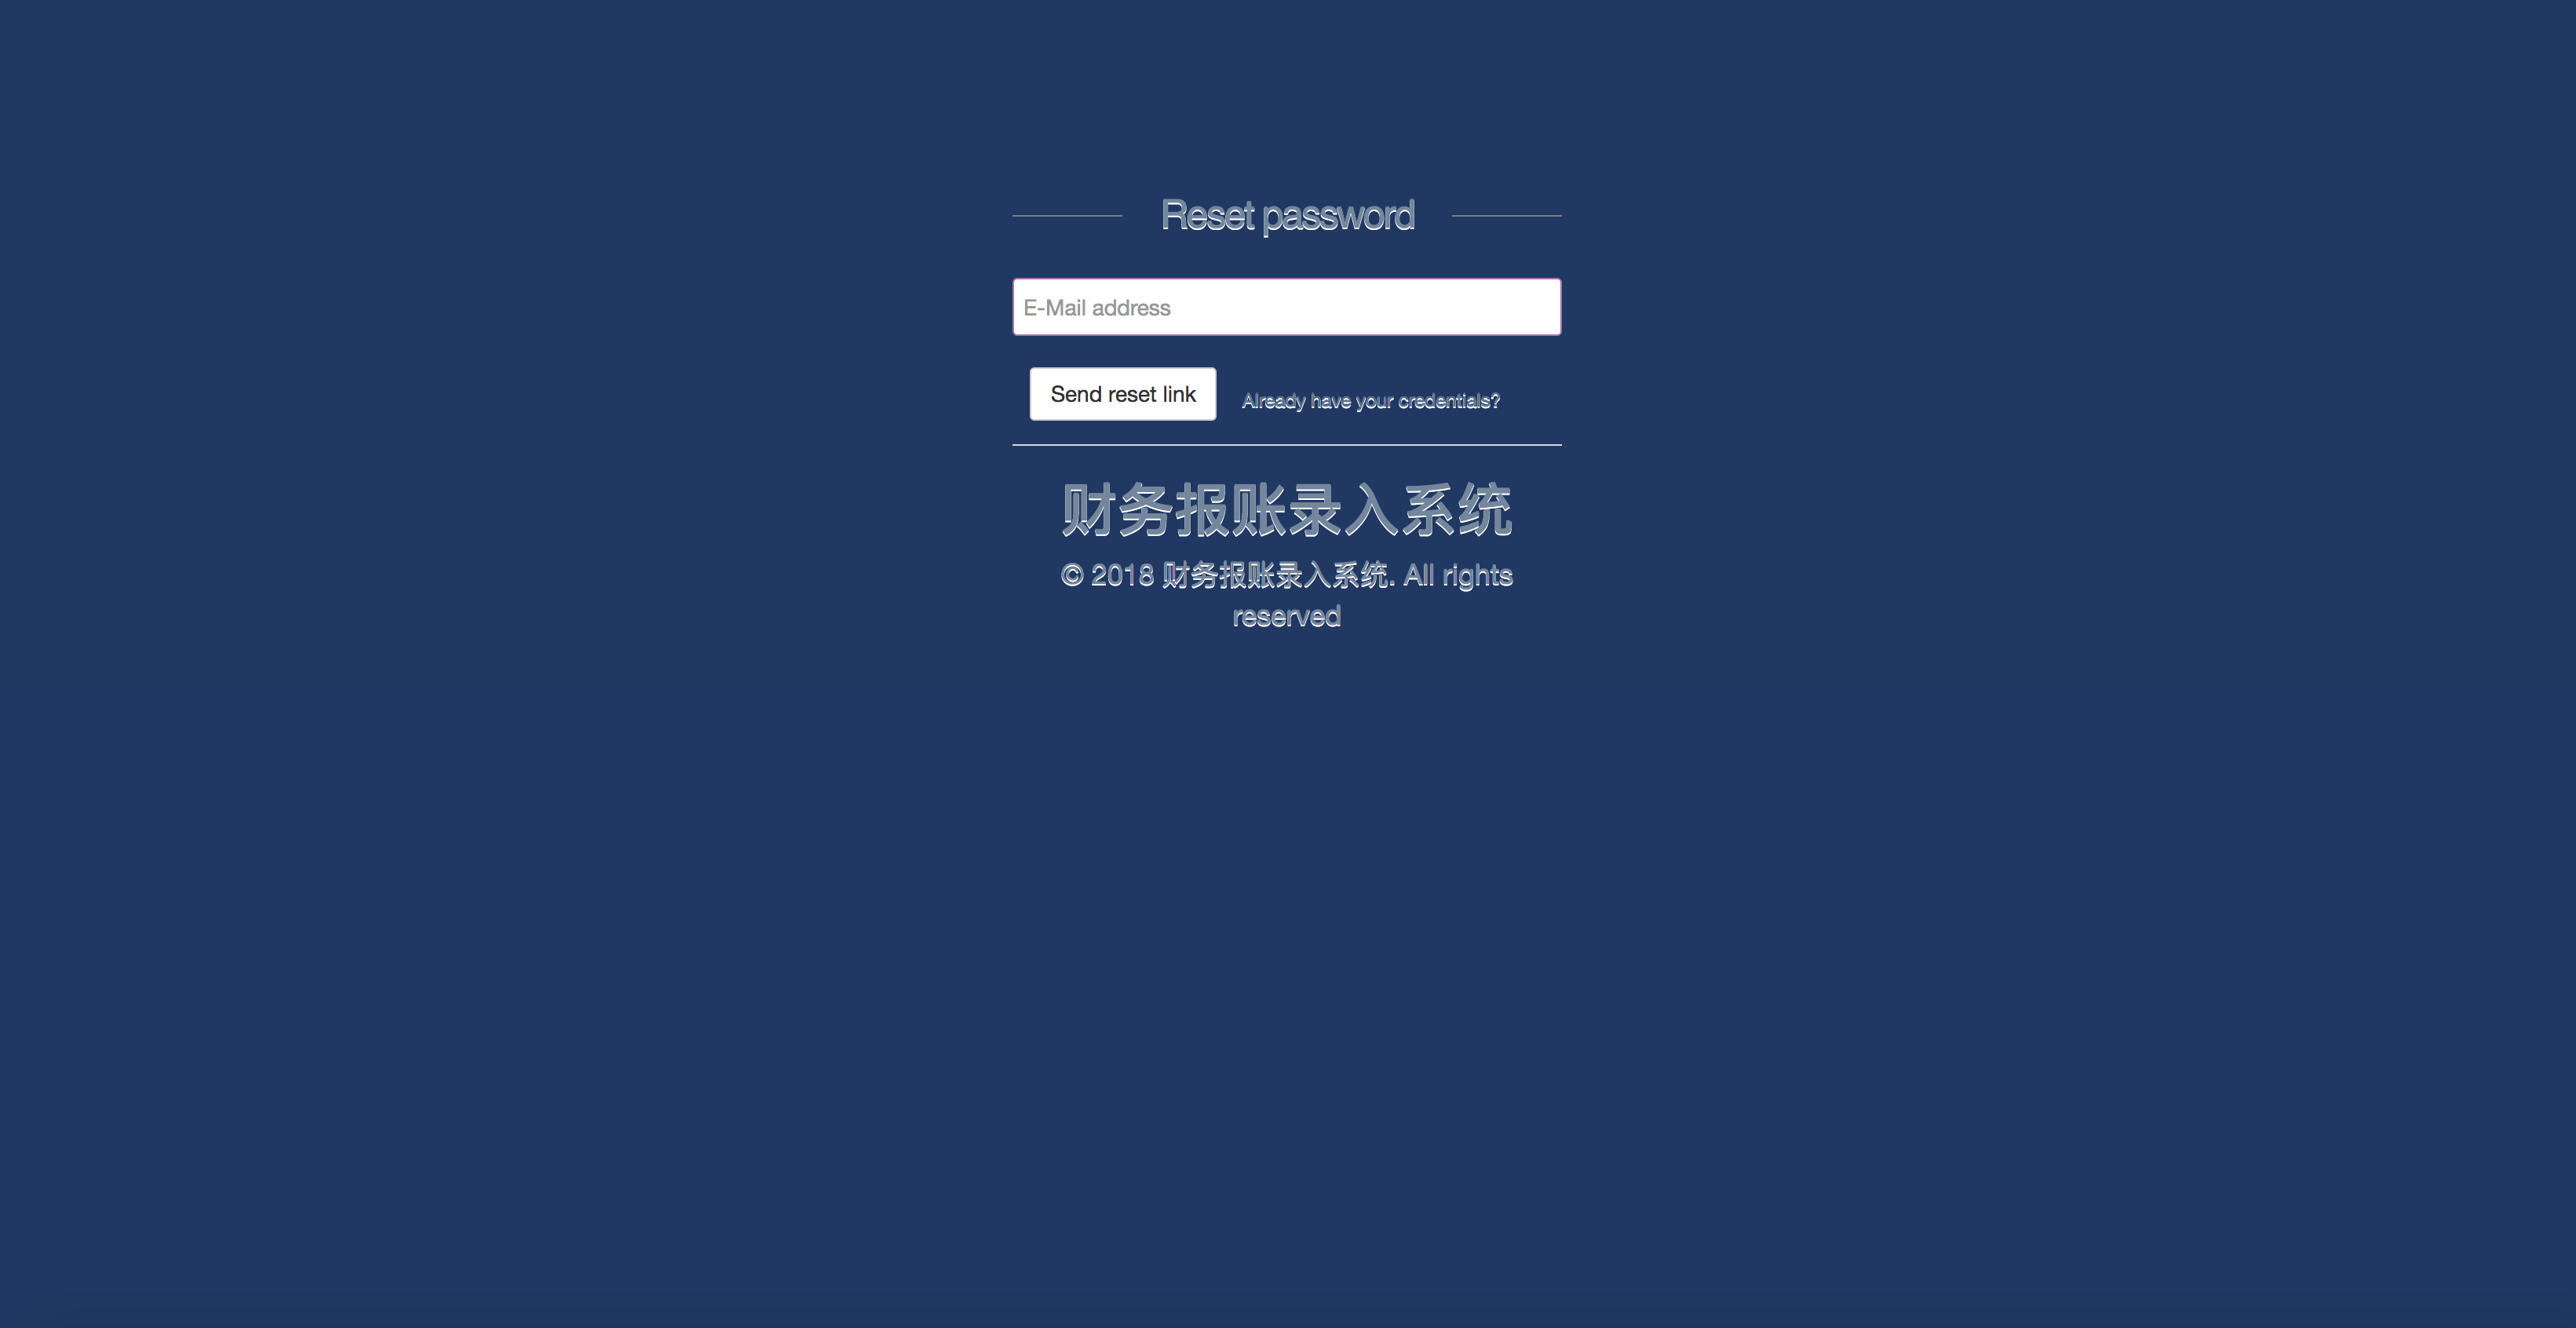 Reset password
E-Mail address
Send reset link
Already have your credentials?
财务报账录入系统
© 2018 财务报账录入系统. All rights
reserved